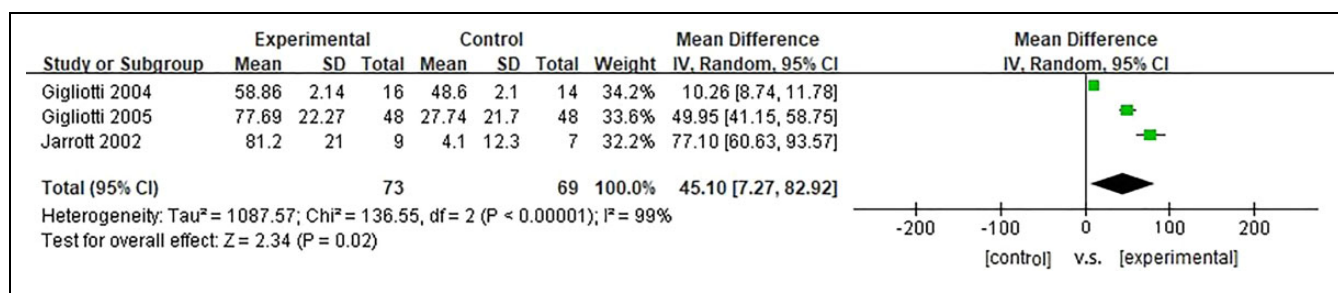 Experimental Control Mean Difference Mean Difference
Study or Subgroup Mean SD Total Mean SD Total Weight IV, Random, 95% CI IV, Random, 95% CI
Gigliotti 2004 58.86 2.14 16 48.6 2.1 14 34.2% 10.26 [8.74, 11.78]
Gigliotti 2005 77.69 22.27 48 27.74 21.7 48 33.6% 49.95 [41.15, 58.75]
Jarrott 2002 81.2 21 9 4.1 12.3 7 32.2% 77.10 [60.63, 93.57]
Total (95% CI) 73 69 100.0% 45.10 [7.27, 82.92]
Heterogeneity: Tau² = 1087.57; Chi² = 136.55, df = 2 (P < 0.00001); I² = 99%
Test for overall effect: Z = 2.34 (P = 0.02)
-200 -100 0 100 200
[control] v.s. [experimental]